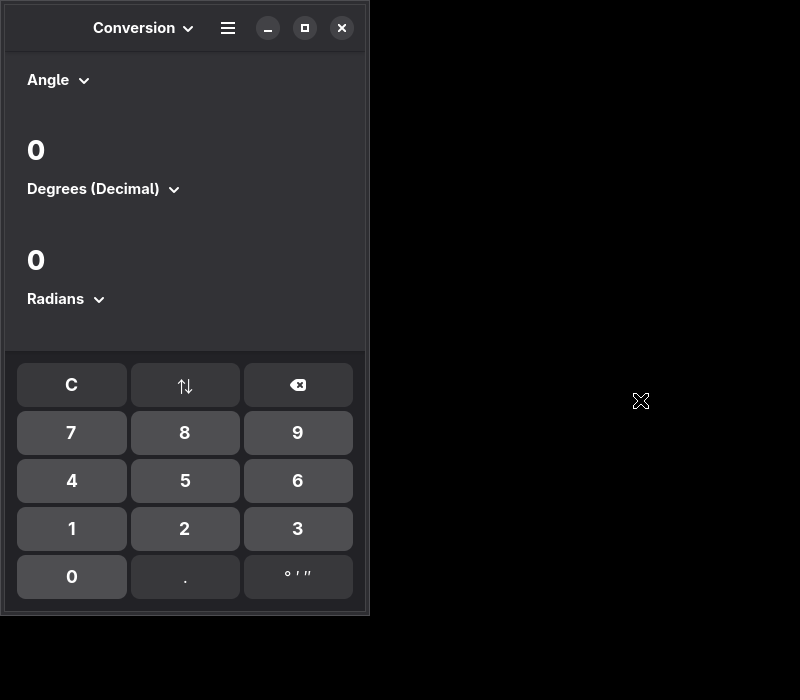 Conversion
Angle
0
Degrees (Decimal)
0
Radians
C
7 8 9
4 5 6
1 2 3
0 . ° ′ ″